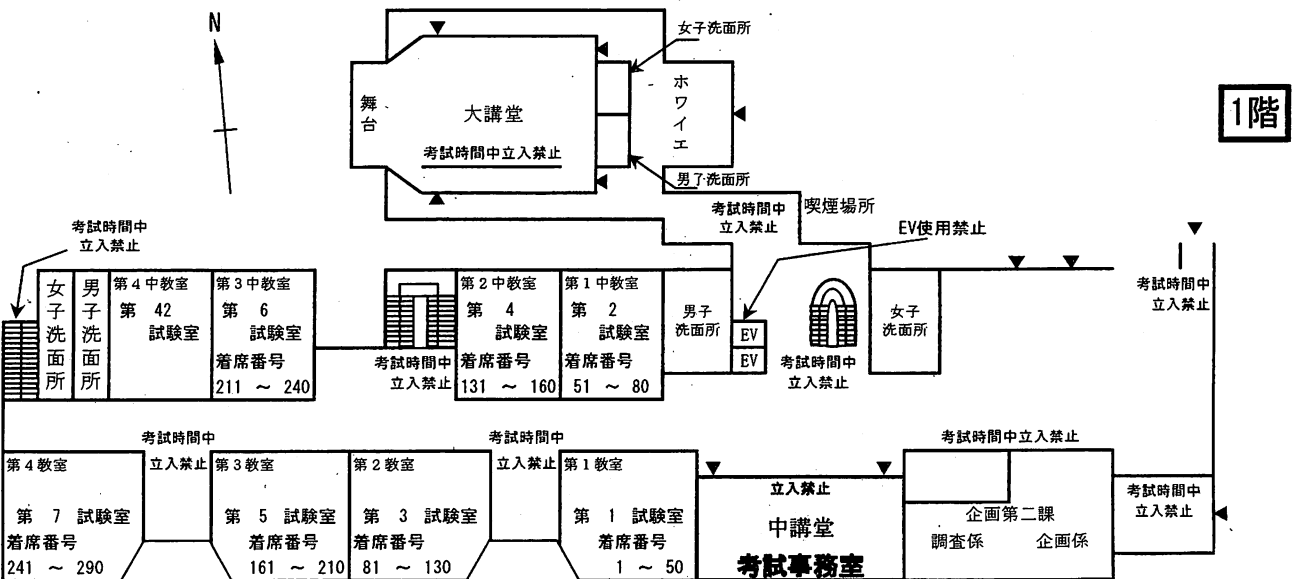 N
1階
女子洗面所
舞台
大講堂
ホワイエ
考試時間中立入禁止
男子洗面所
考試時間中
立入禁止
喫煙場所
EV使用禁止
考試時間中
立入禁止
考試時間中
立入禁止
女子洗面所
男子洗面所
第4中教室
第 42
試験室
第3中教室
第 6
試験室
着席番号
211 ～ 240
考試時間中
立入禁止
第2中教室
第 4
試験室
着席番号
131 ～ 160
第1中教室
第 2
試験室
着席番号
51 ～ 80
男子
洗面所
EV
EV
考試時間中
立入禁止
女子
洗面所
考試時間中
立入禁止
考試時間中
立入禁止
考試時間中立入禁止
第4教室
第 7 試験室
着席番号
241 ～ 290
第3教室
第 5 試験室
着席番号
161 ～ 210
第2教室
第 3 試験室
着席番号
81 ～ 130
第1教室
第 1 試験室
着席番号
1 ～ 50
立入禁止
中講堂
考試事務室
企画第二課
調査係 企画係
考試時間中
立入禁止